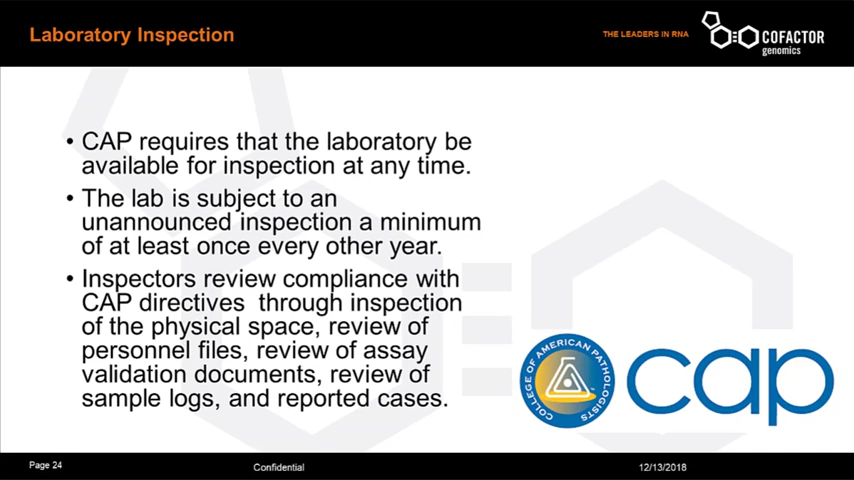 Laboratory Inspection
THE LEADERS IN RNA
COFACTOR
genomics
• CAP requires that the laboratory be
available for inspection at any time.
• The lab is subject to an
unannounced inspection a minimum
of at least once every other year.
• Inspectors review compliance with
CAP directives  through inspection
of the physical space, review of
personnel files, review of assay
validation documents, review of
sample logs, and reported cases.
COLLEGE OF AMERICAN PATHOLOGISTS
cap
Page 24
Confidential
12/13/2018